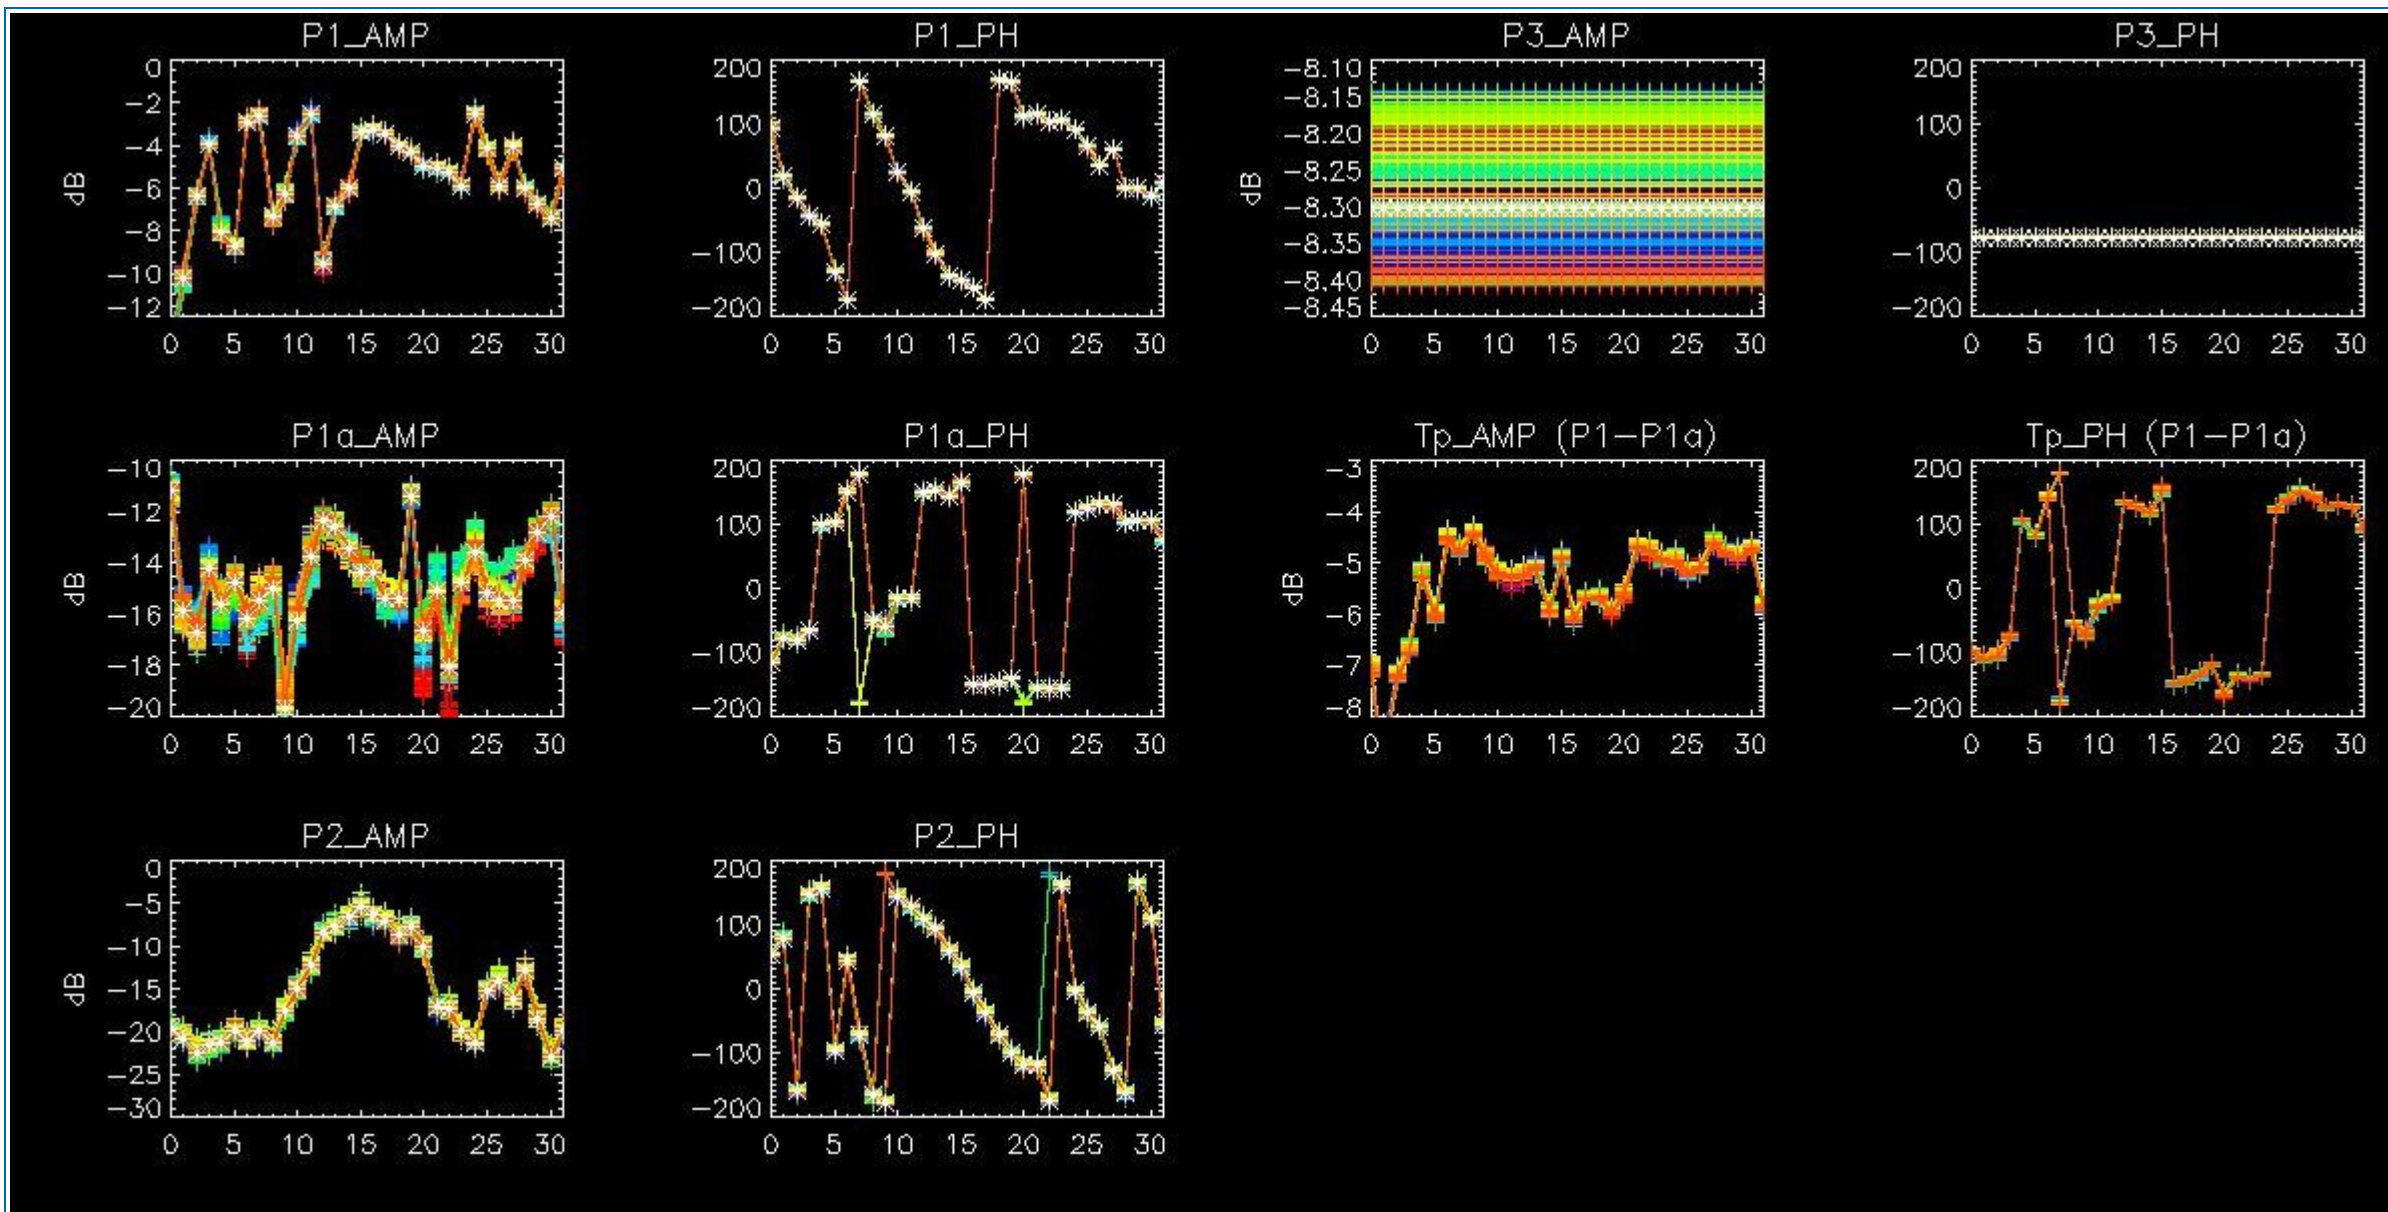 P1_AMP
P1_PH
P3_AMP
P3_PH
0
−2
−4
−6
−8
−10
−12
dB
0 5 10 15 20 25 30
200
100
0
−100
−200
0 5 10 15 20 25 30
−8.10
−8.15
−8.20
−8.25
−8.30
−8.35
−8.40
−8.45
dB
0 5 10 15 20 25 30
200
100
0
−100
−200
0 5 10 15 20 25 30
P1a_AMP
P1a_PH
Tp_AMP (P1−P1a)
Tp_PH (P1−P1a)
−10
−12
−14
−16
−18
−20
dB
0 5 10 15 20 25 30
200
100
0
−100
−200
0 5 10 15 20 25 30
−3
−4
−5
−6
−7
−8
dB
0 5 10 15 20 25 30
200
100
0
−100
−200
0 5 10 15 20 25 30
P2_AMP
P2_PH
0
−5
−10
−15
−20
−25
−30
dB
0 5 10 15 20 25 30
200
100
0
−100
−200
0 5 10 15 20 25 30